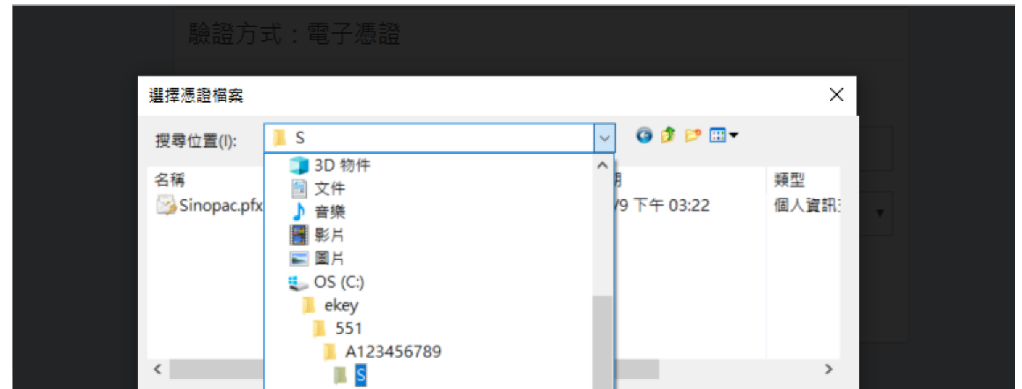 驗證方式：電子憑證
選擇憑證檔案
搜尋位置(I):
S
3D 物件
文件
音樂
影片
圖片
OS (C:)
ekey
551
A123456789
S
名稱
類型
Sinopac.pfx
/9 下午 03:22
個人資訊